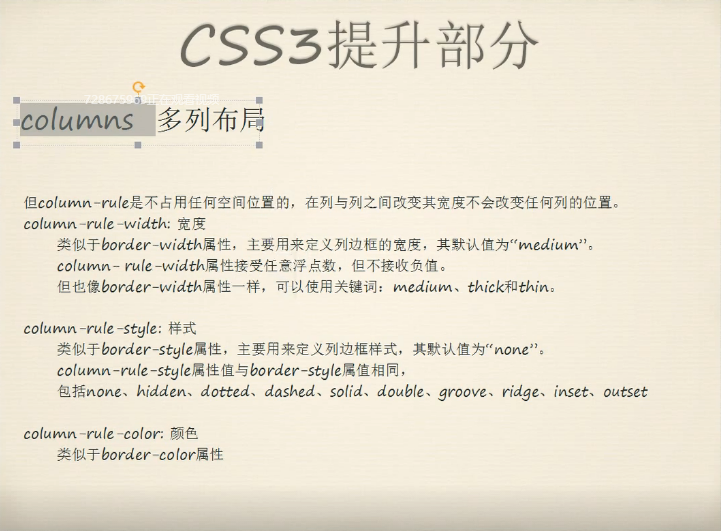 CSS3提升部分
columns 多列布局
但column-rule是不占用任何空间位置的，在列与列之间改变其宽度不会改变任何列的位置。
column-rule-width: 宽度
类似于border-width属性，主要用来定义列边框的宽度，其默认值为“medium”。
column- rule-width属性接受任意浮点数，但不接收负值。
但也像border-width属性一样，可以使用关键词：medium、thick和thin。
column-rule-style: 样式
类似于border-style属性，主要用来定义列边框样式，其默认值为“none”。
column-rule-style属性值与border-style属值相同，
包括none、hidden、dotted、dashed、solid、double、groove、ridge、inset、outset
column-rule-color: 颜色
类似于border-color属性